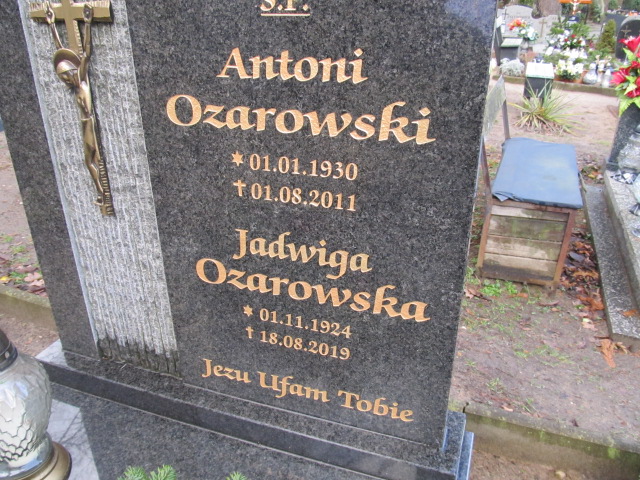 Ś.P.
Antoni
Ozarowski
* 01.01.1930
✝ 01.08.2011
Jadwiga
Ozarowska
* 01.11.1924
✝ 18.08.2019
Jezu Ufam Tobie